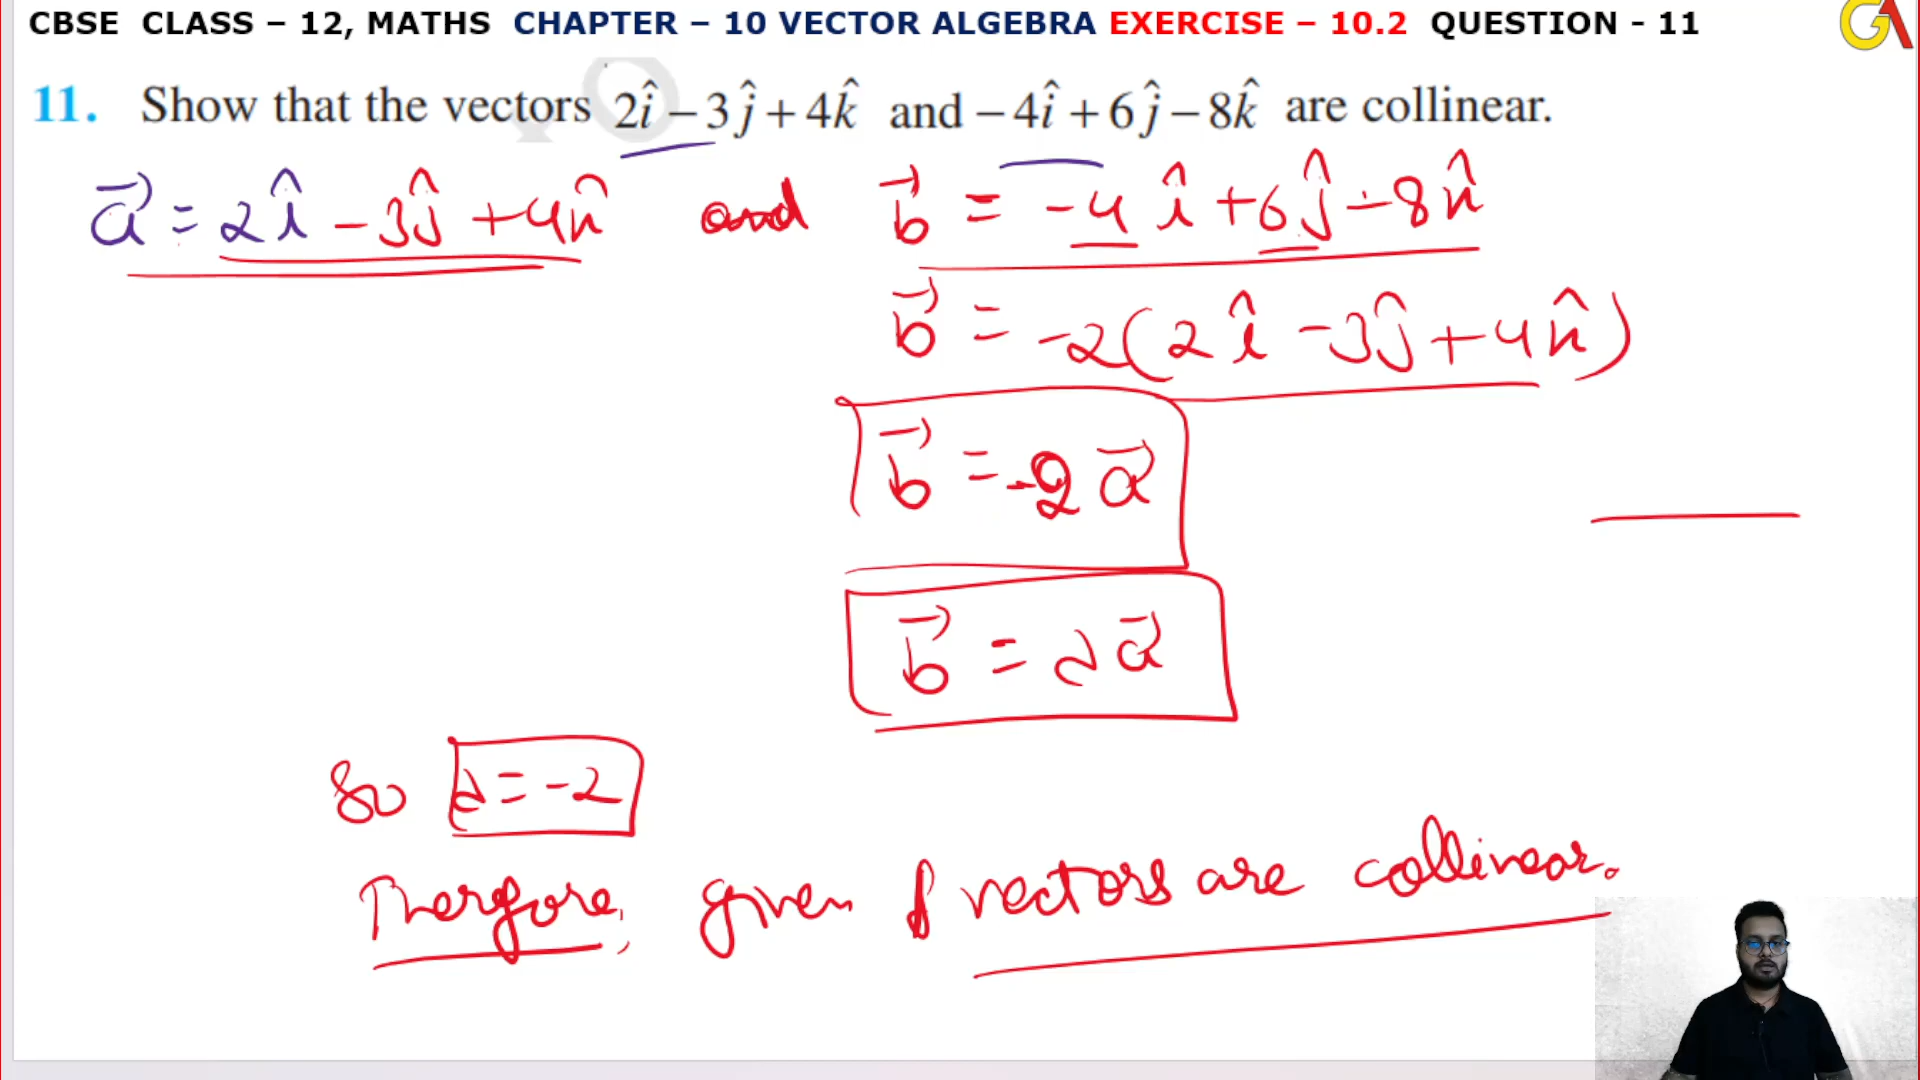 CBSE CLASS – 12, MATHS CHAPTER – 10 VECTOR ALGEBRA EXERCISE – 10.2 QUESTION - 11
GA
11. Show that the vectors 2î − 3ĵ + 4k̂ and − 4î + 6ĵ − 8k̂ are collinear.
a⃗ = 2î − 3ĵ + 4k̂ and b⃗ = -4î + 6ĵ - 8k̂
b⃗ = -2(2î − 3ĵ + 4k̂)
b⃗ = -2a⃗
b⃗ = λa⃗
So λ = -2
Therefore, given vectors are collinear.